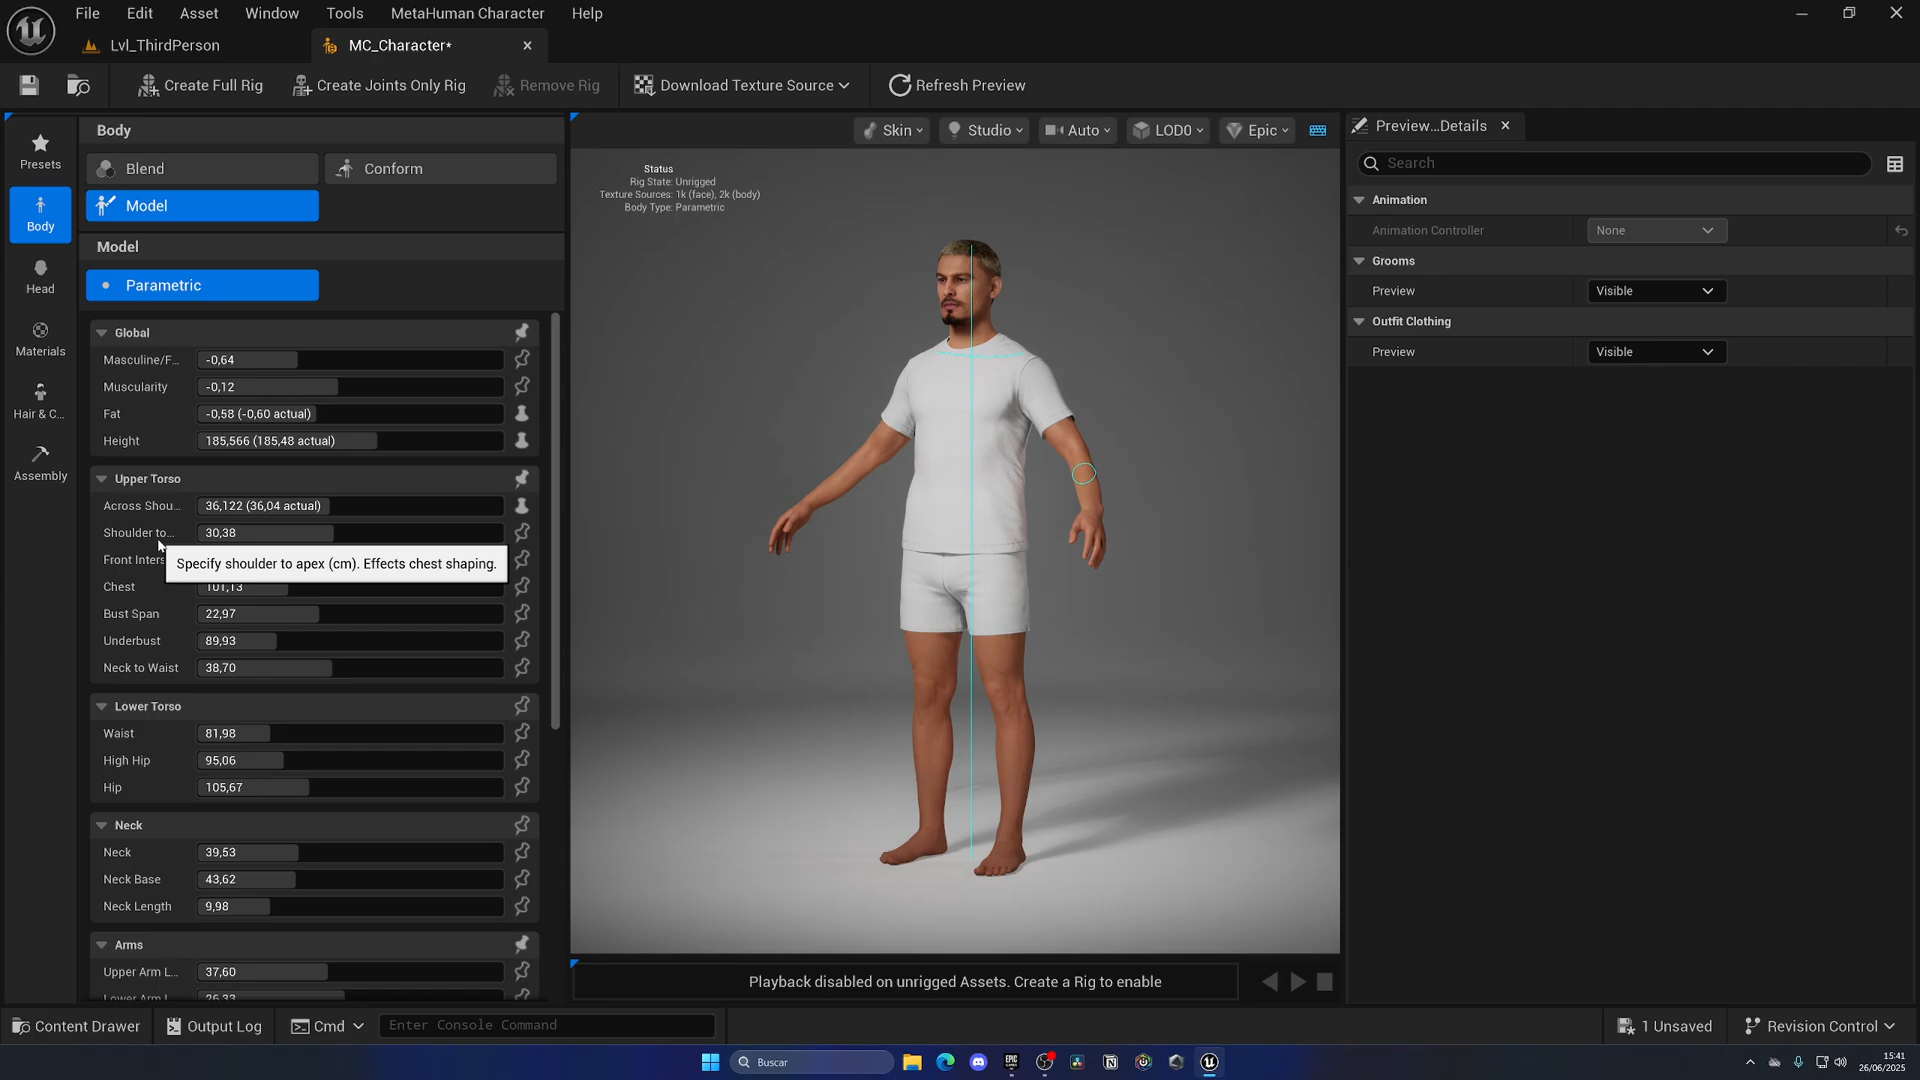 File Edit Asset Window Tools MetaHuman Character Help
Lvl_ThirdPerson MC_Character*
Create Full Rig Create Joints Only Rig Remove Rig Download Texture Source Refresh Preview
Presets
Body
Head
Materials
Hair & C...
Assembly
Body
Blend Conform
Model
Model
Parametric
Global
Masculine/F... -0,64
Muscularity -0,12
Fat -0,58 (-0,60 actual)
Height 185,566 (185,48 actual)
Upper Torso
Across Shou... 36,122 (36,04 actual)
Shoulder to... 30,38
Front Inters
Specify shoulder to apex (cm). Effects chest shaping.
Chest 101,13
Bust Span 22,97
Underbust 89,93
Neck to Waist 38,70
Lower Torso
Waist 81,98
High Hip 95,06
Hip 105,67
Neck
Neck 39,53
Neck Base 43,62
Neck Length 9,98
Arms
Upper Arm L... 37,60
Lower Arm L... 26,33
Skin Studio Auto LOD0 Epic
Status
Rig State: Unrigged
Texture Sources: 1k (face), 2k (body)
Body Type: Parametric
Playback disabled on unrigged Assets. Create a Rig to enable
Preview...Details
Search
Animation
Animation Controller None
Grooms
Preview Visible
Outfit Clothing
Preview Visible
Content Drawer Output Log Cmd Enter Console Command 1 Unsaved Revision Control
Buscar
15:41
26/06/2025